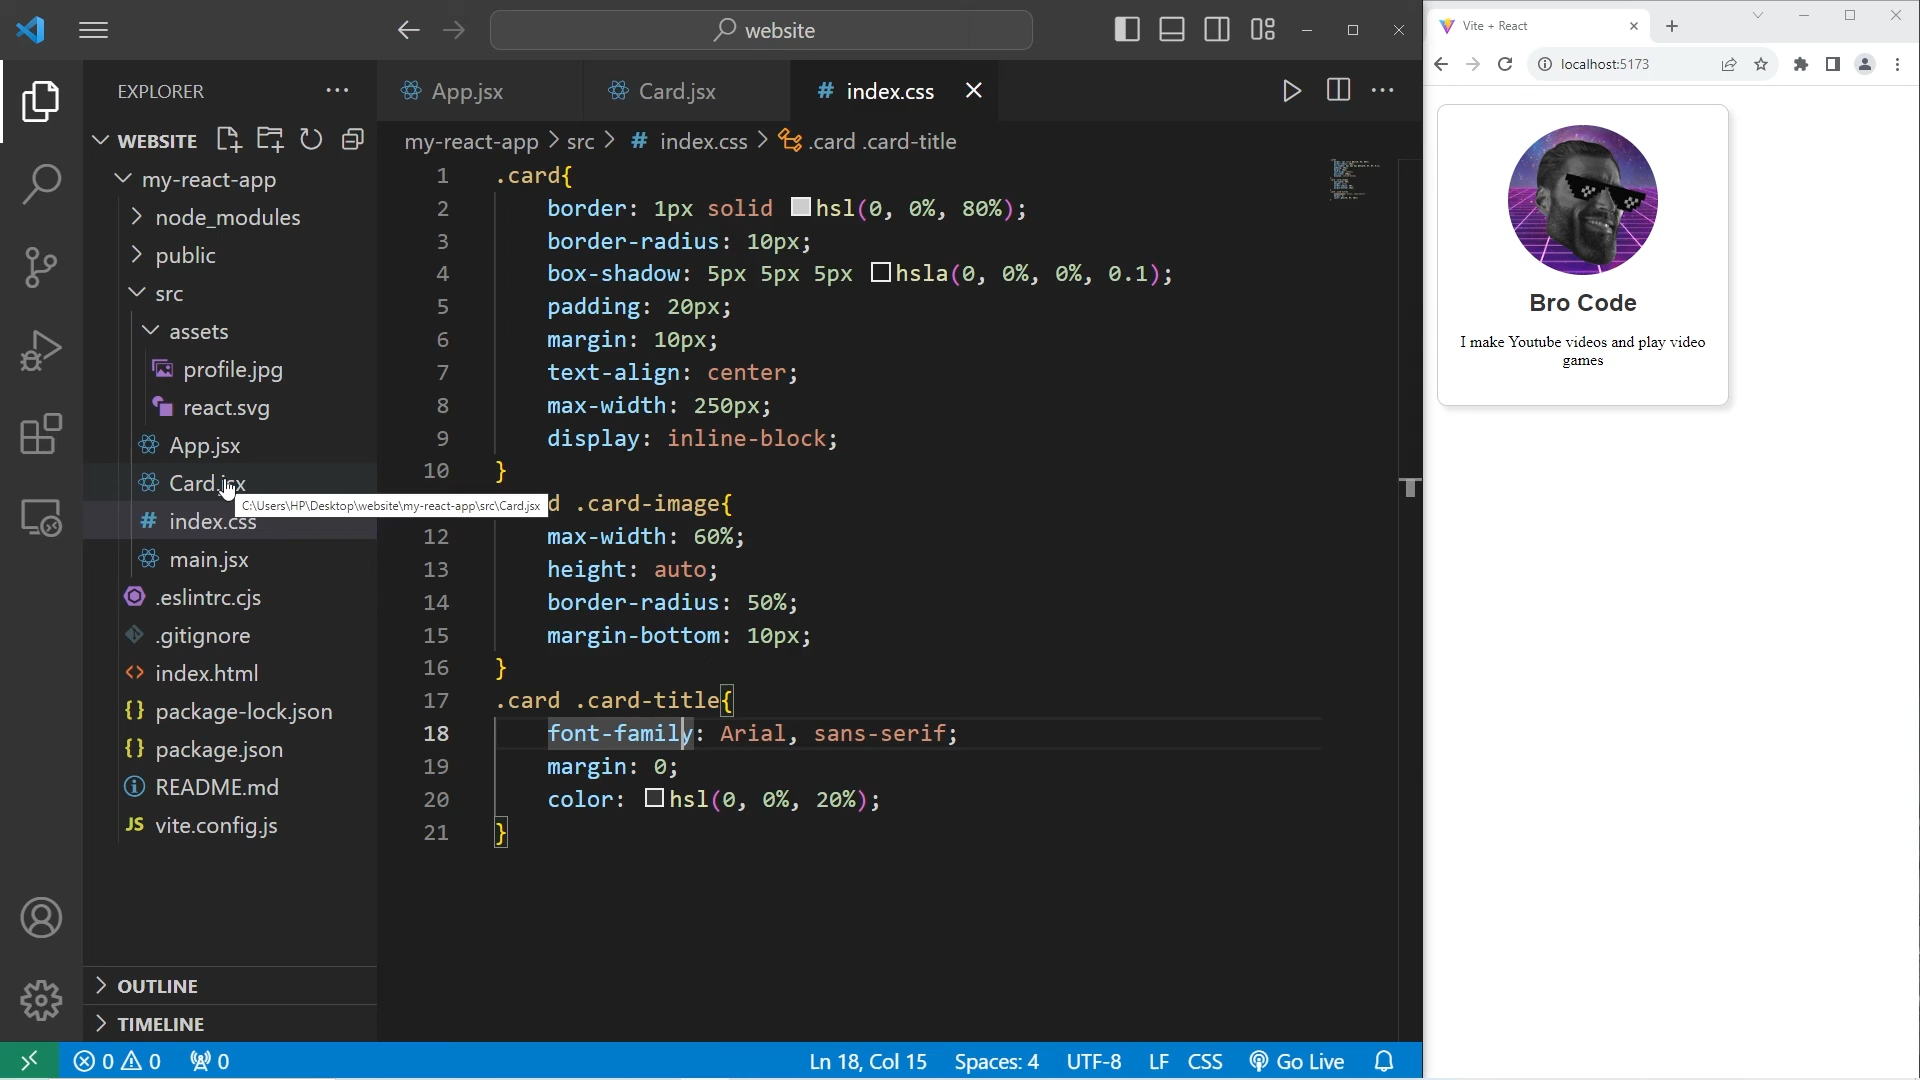 website
Vite + React
localhost:5173
EXPLORER
App.jsx
Card.jsx
# index.css
WEBSITE
my-react-app
node_modules
public
src
assets
profile.jpg
react.svg
App.jsx
Card.jsx
C:\Users\HP\Desktop\website\my-react-app\src\Card.jsx
# index.css
main.jsx
.eslintrc.cjs
.gitignore
<> index.html
{} package-lock.json
{} package.json
README.md
JS vite.config.js
OUTLINE
TIMELINE
my-react-app > src > # index.css > .card .card-title
1 .card{
2 border: 1px solid hsl(0, 0%, 80%);
3 border-radius: 10px;
4 box-shadow: 5px 5px 5px hsla(0, 0%, 0%, 0.1);
5 padding: 20px;
6 margin: 10px;
7 text-align: center;
8 max-width: 250px;
9 display: inline-block;
10 }
d .card-image{
12 max-width: 60%;
13 height: auto;
14 border-radius: 50%;
15 margin-bottom: 10px;
16 }
17 .card .card-title{
18 font-family: Arial, sans-serif;
19 margin: 0;
20 color: hsl(0, 0%, 20%);
21 }
Bro Code
I make Youtube videos and play video
games
0 0 0
Ln 18, Col 15 Spaces: 4 UTF-8 LF CSS Go Live